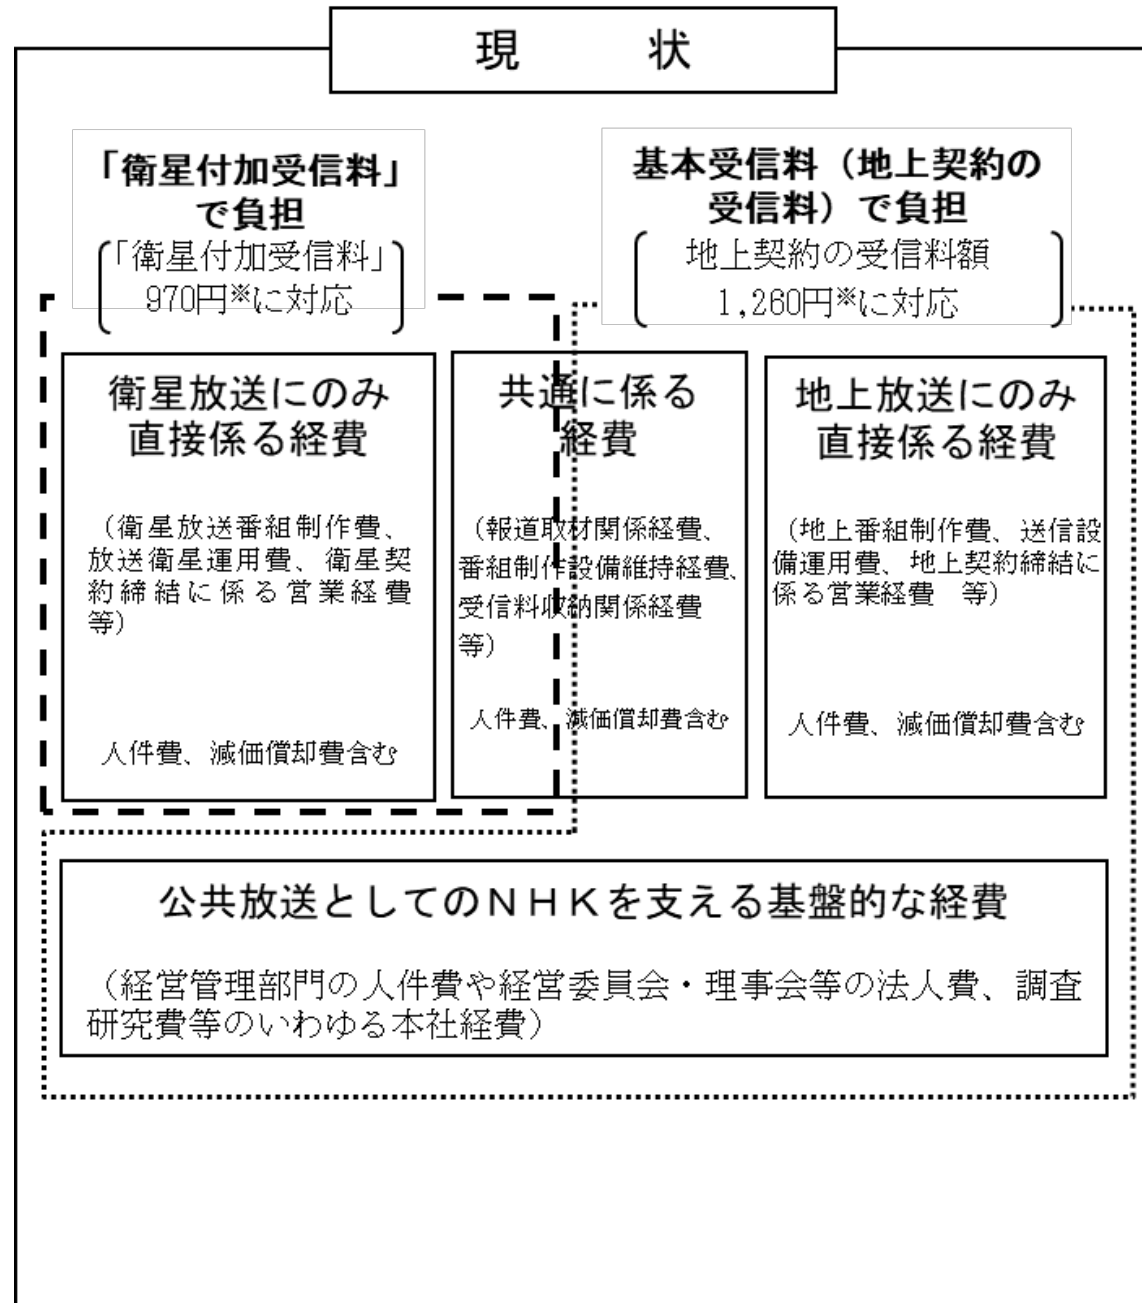 現　　　状
「衛星付加受信料」
で負担
「衛星付加受信料」
970円※に対応
基本受信料（地上契約の
受信料）で負担
地上契約の受信料額
1,260円※に対応
衛星放送にのみ
直接係る経費
（衛星放送番組制作費、
放送衛星運用費、衛星契
約締結に係る営業経費
等）
人件費、減価償却費含む
共通に係る
経費
（報道取材関係経費、
番組制作設備維持経費、
受信料収納関係経費
等）
人件費、減価償却費含む
地上放送にのみ
直接係る経費
（地上番組制作費、送信設
備運用費、地上契約締結に
係る営業経費　等）
人件費、減価償却費含む
公共放送としてのＮＨＫを支える基盤的な経費
（経営管理部門の人件費や経営委員会・理事会等の法人費、調査
研究費等のいわゆる本社経費）